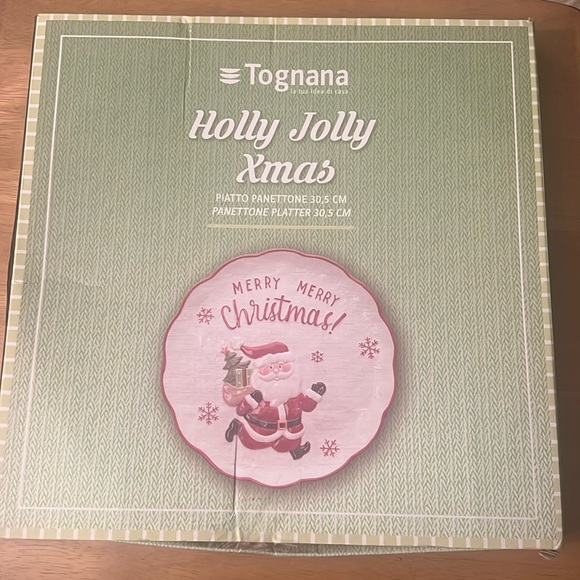 Tognana
la tua idea di casa
Holly Jolly
Xmas
PIATTO PANETTONE 30,5 CM
PANETTONE PLATTER 30,5 CM
MERRY MERRY
Christmas!